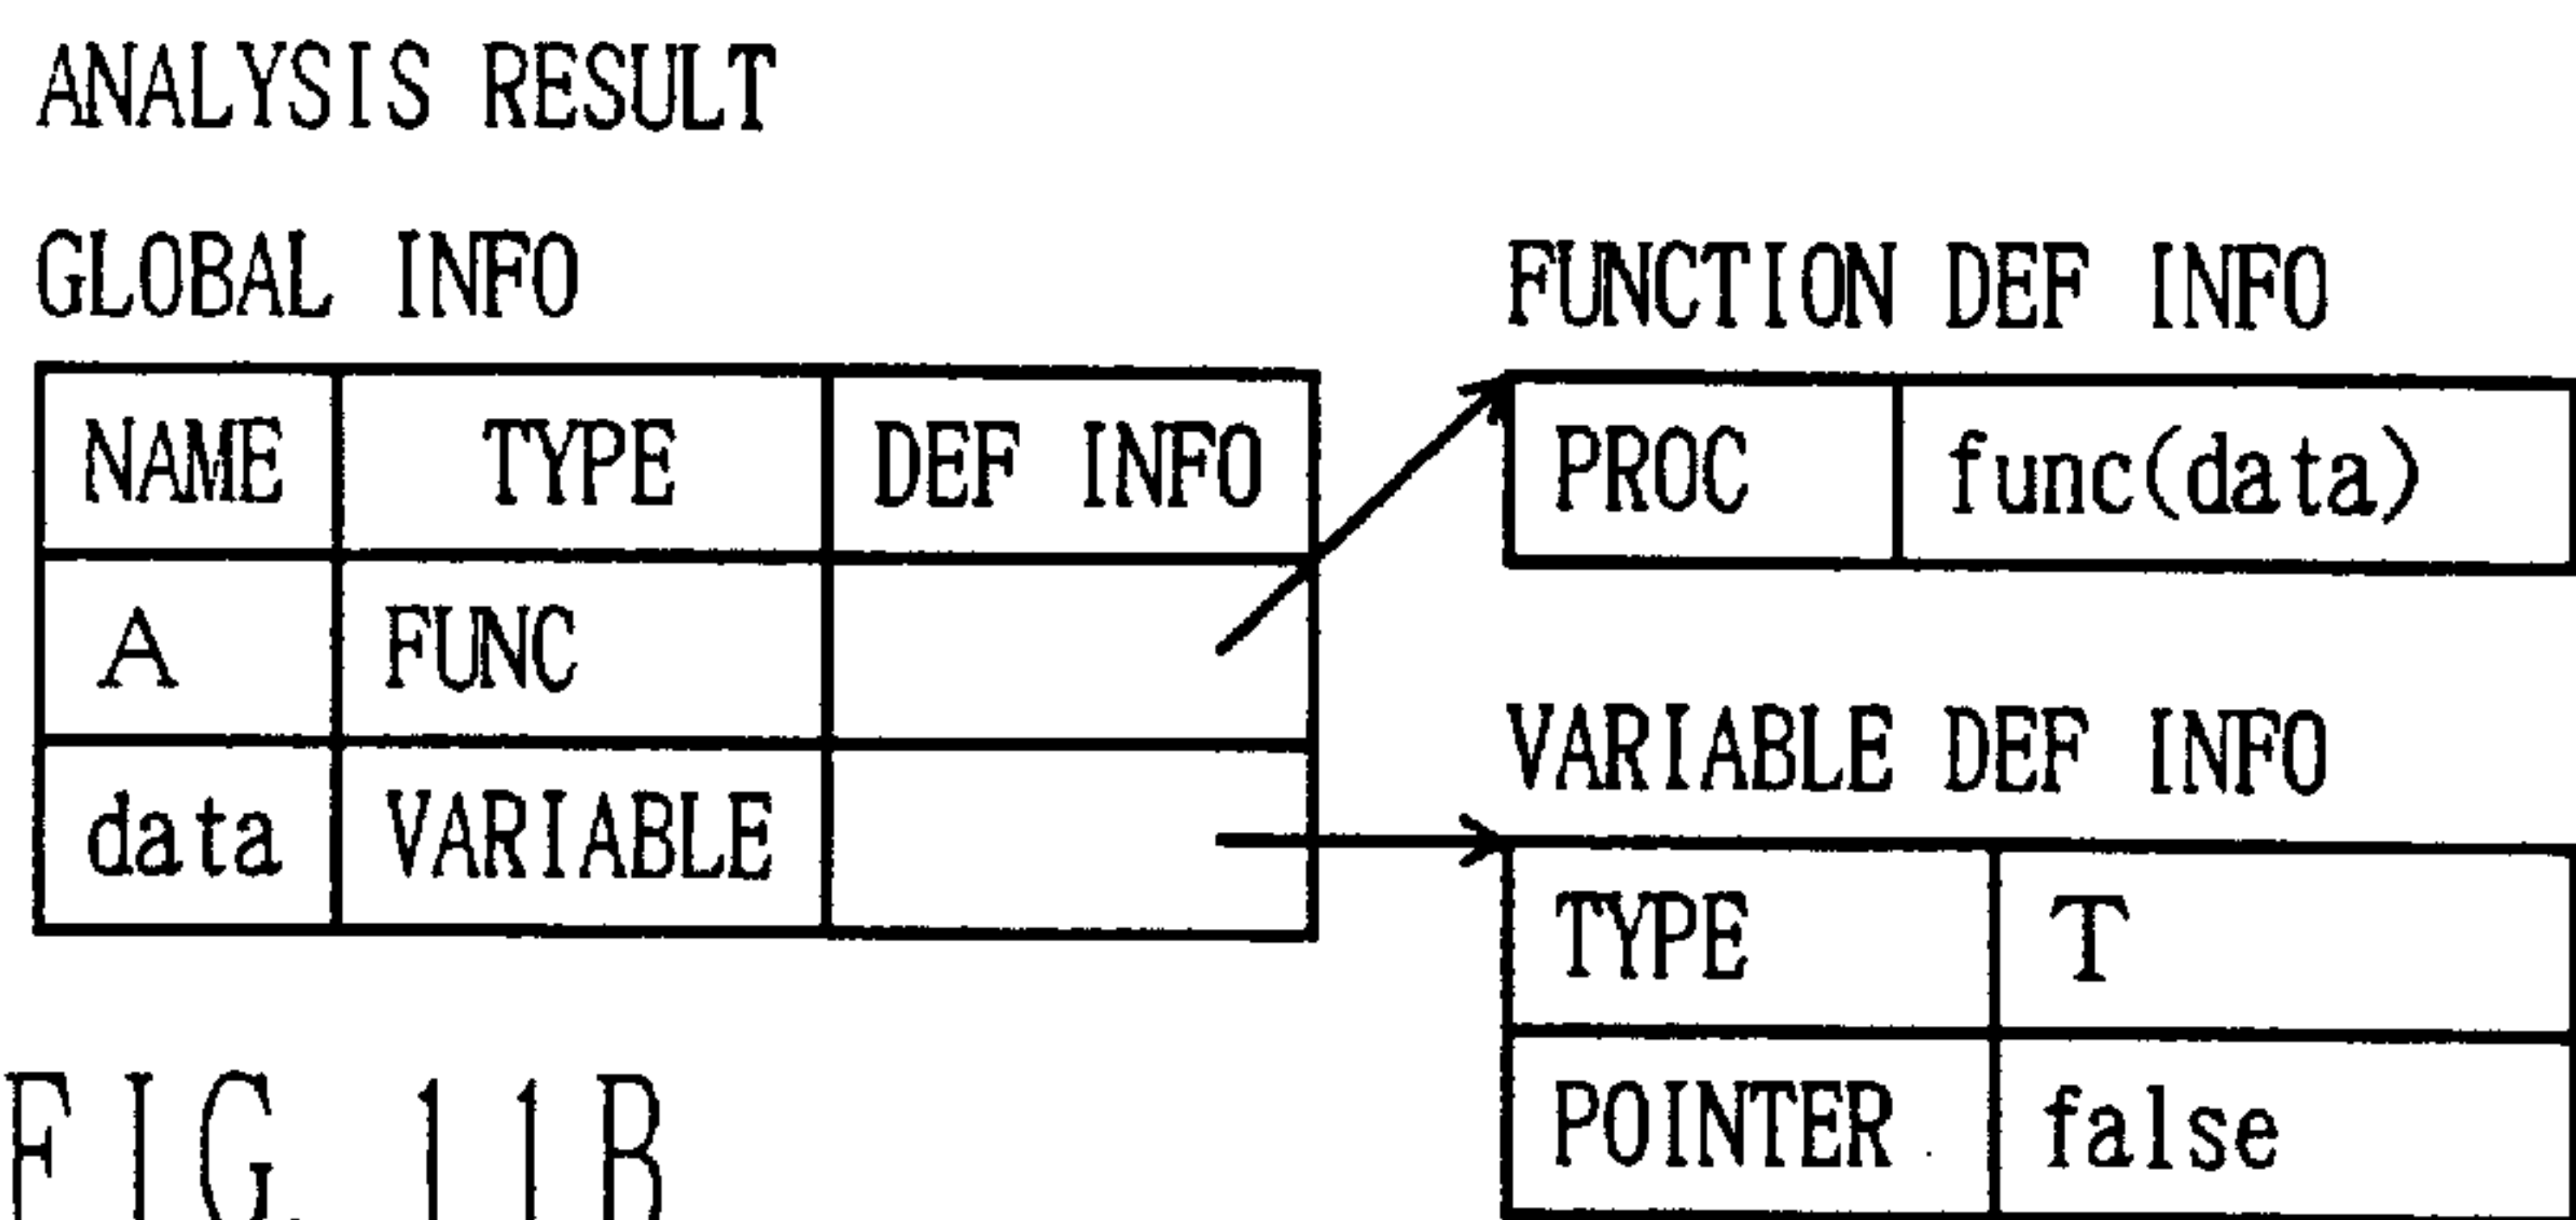 ANALYSIS RESULT
GLOBAL INFO
NAME TYPE DEF INFO
A FUNC
data VARIABLE
FUNCTION DEF INFO
PROC func(data)
VARIABLE DEF INFO
TYPE T
POINTER false
FIG. 11B